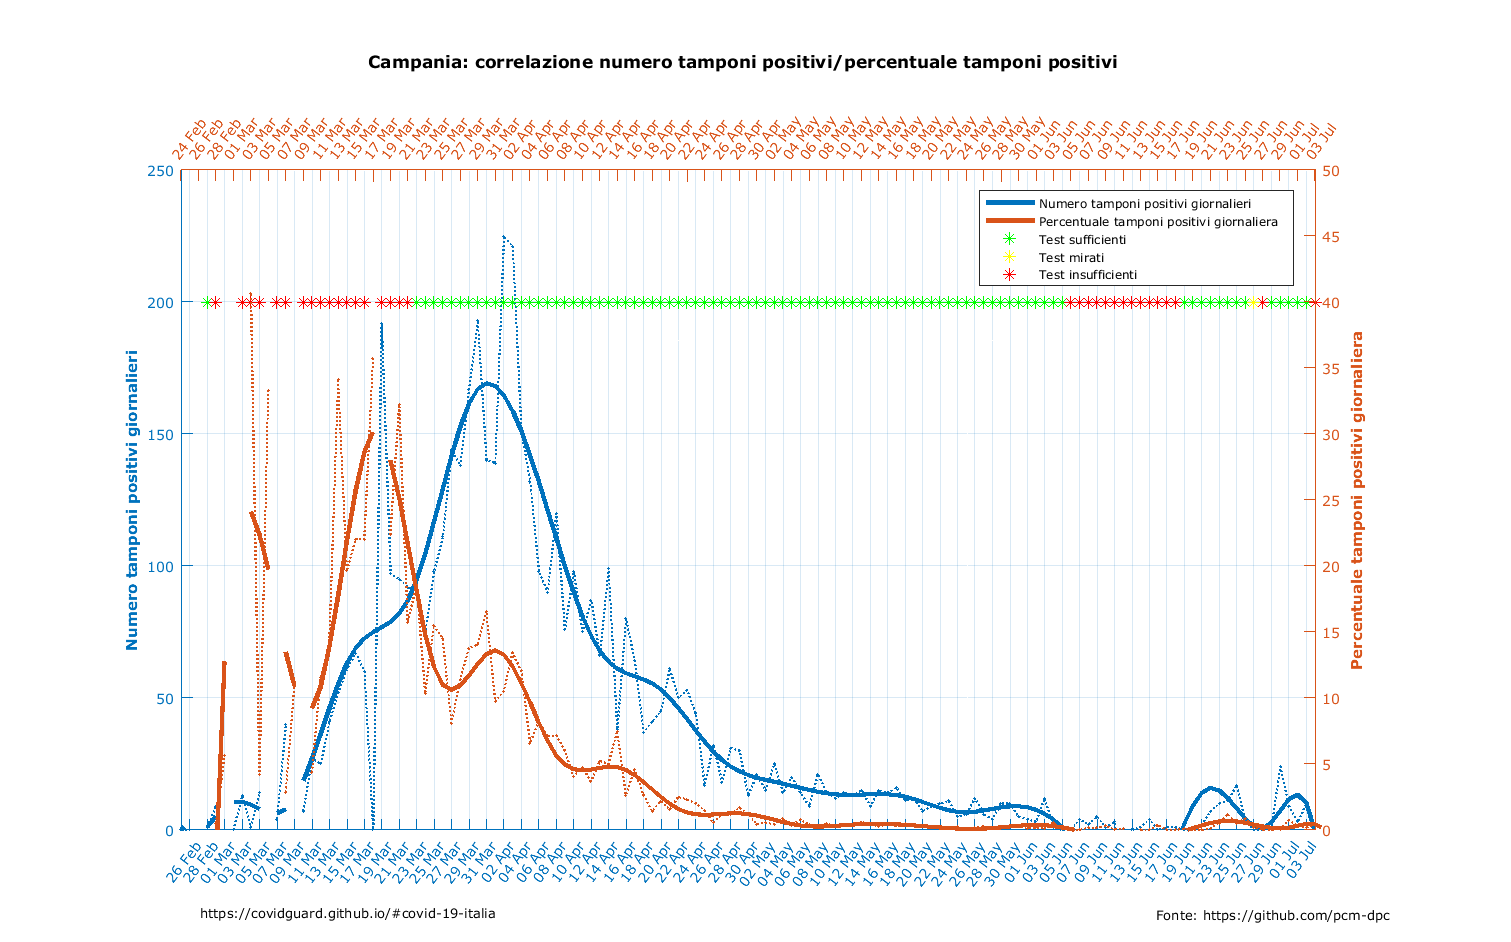 Campania: correlazione numero tamponi positivi/percentuale tamponi positivi
24 Feb
26 Feb
28 Feb
01 Mar
03 Mar
05 Mar
07 Mar
09 Mar
11 Mar
13 Mar
15 Mar
17 Mar
19 Mar
21 Mar
23 Mar
25 Mar
27 Mar
29 Mar
31 Mar
02 Apr
04 Apr
06 Apr
08 Apr
10 Apr
12 Apr
14 Apr
16 Apr
18 Apr
20 Apr
22 Apr
24 Apr
26 Apr
28 Apr
30 Apr
02 May
04 May
06 May
08 May
10 May
12 May
14 May
16 May
18 May
20 May
22 May
24 May
26 May
28 May
30 May
01 Jun
03 Jun
05 Jun
07 Jun
09 Jun
11 Jun
13 Jun
15 Jun
17 Jun
19 Jun
21 Jun
23 Jun
25 Jun
27 Jun
29 Jun
01 Jul
03 Jul
250
200
150
100
50
0
Numero tamponi positivi giornalieri
Numero tamponi positivi giornalieri
Percentuale tamponi positivi giornaliera
Test sufficienti
Test mirati
Test insufficienti
50
45
40
35
30
25
20
15
10
5
0
Percentuale tamponi positivi giornaliera
26 Feb
28 Feb
01 Mar
03 Mar
05 Mar
07 Mar
09 Mar
11 Mar
13 Mar
15 Mar
17 Mar
19 Mar
21 Mar
23 Mar
25 Mar
27 Mar
29 Mar
31 Mar
02 Apr
04 Apr
06 Apr
08 Apr
10 Apr
12 Apr
14 Apr
16 Apr
18 Apr
20 Apr
22 Apr
24 Apr
26 Apr
28 Apr
30 Apr
02 May
04 May
06 May
08 May
10 May
12 May
14 May
16 May
18 May
20 May
22 May
24 May
26 May
28 May
30 May
01 Jun
03 Jun
05 Jun
07 Jun
09 Jun
11 Jun
13 Jun
15 Jun
17 Jun
19 Jun
21 Jun
23 Jun
25 Jun
27 Jun
29 Jun
01 Jul
03 Jul
https://covidguard.github.io/#covid-19-italia
Fonte: https://github.com/pcm-dpc